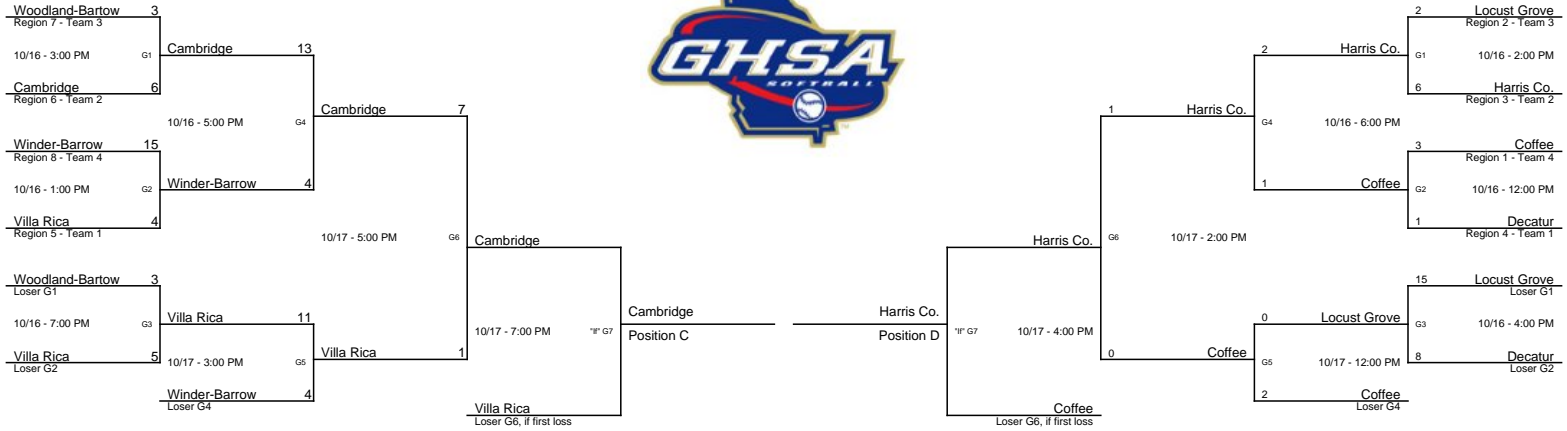 Woodland-Bartow 3
Region 7 - Team 3
10/16 - 3:00 PM G1
Cambridge 6
Region 6 - Team 2
Cambridge 13
10/16 - 5:00 PM G4
Winder-Barrow 15
Region 8 - Team 4
10/16 - 1:00 PM G2
Villa Rica 4
Region 5 - Team 1
Winder-Barrow 4
Cambridge 7
10/17 - 5:00 PM G6
Woodland-Bartow 3
Loser G1
10/16 - 7:00 PM G3
Villa Rica 5
Loser G2
Villa Rica 11
10/17 - 3:00 PM G5
Winder-Barrow 4
Loser G4
Villa Rica 1
Cambridge
10/17 - 7:00 PM "If" G7
Villa Rica
Loser G6, if first loss
Cambridge
Position C
GHSA
SOFTBALL
TM
Harris Co.
Position D
Harris Co.
"If" G7 10/17 - 4:00 PM
Coffee
Loser G6, if first loss
1 Harris Co.
G6 10/17 - 2:00 PM
0 Coffee
2 Harris Co.
G4 10/16 - 6:00 PM
1 Coffee
2 Locust Grove
Region 2 - Team 3
G1 10/16 - 2:00 PM
6 Harris Co.
Region 3 - Team 2
3 Coffee
Region 1 - Team 4
G2 10/16 - 12:00 PM
1 Decatur
Region 4 - Team 1
0 Locust Grove
G5 10/17 - 12:00 PM
2 Coffee
Loser G4
15 Locust Grove
Loser G1
G3 10/16 - 4:00 PM
8 Decatur
Loser G2